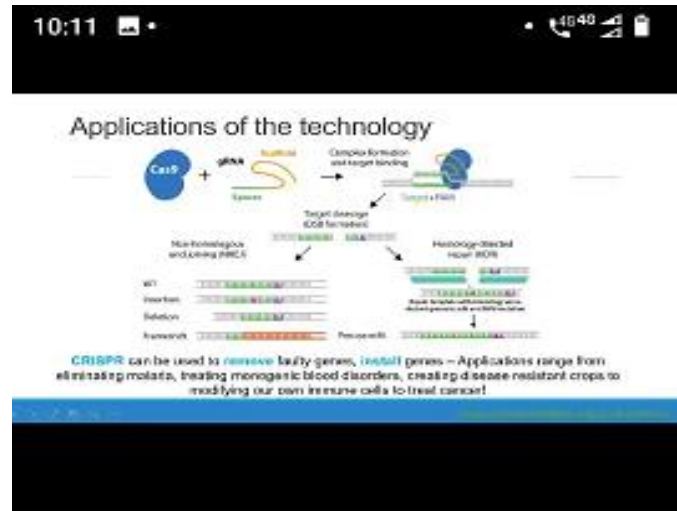 10:11
4G 4G
Applications of the technology
Cas9
+
gRNA
Scaffold
Spacer
Complex formation
and target binding
Target + PAM
Target cleavage
(DSB formation)
Non-homologous
end joining (NHEJ)
Homology-directed
repair (HDR)
WT
Insertion
Deletion
Frameshift
CRISPR can be used to remove faulty genes, install genes – Applications range from
eliminating malaria, treating monogenic blood disorders, creating disease resistant crops to
modifying our own immune cells to treat cancer!